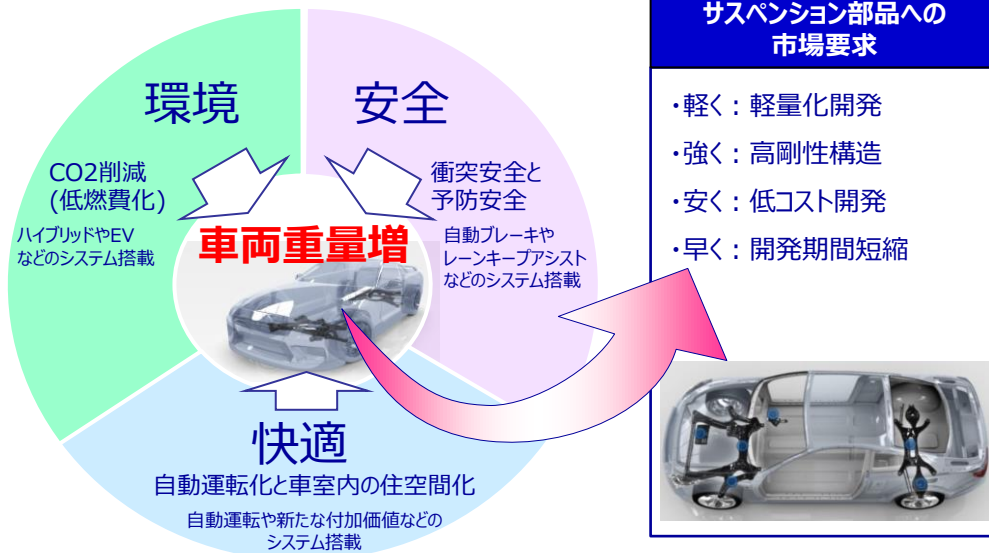 環境
CO2削減
(低燃費化)
ハイブリッドやEV
などのシステム搭載
安全
衝突安全と
予防安全
自動ブレーキや
レーンキープアシスト
などのシステム搭載
車両重量増
快適
自動運転化と車室内の住空間化
自動運転や新たな付加価値などの
システム搭載
サスペンション部品への
市場要求
・軽く：軽量化開発
・強く：高剛性構造
・安く：低コスト開発
・早く：開発期間短縮